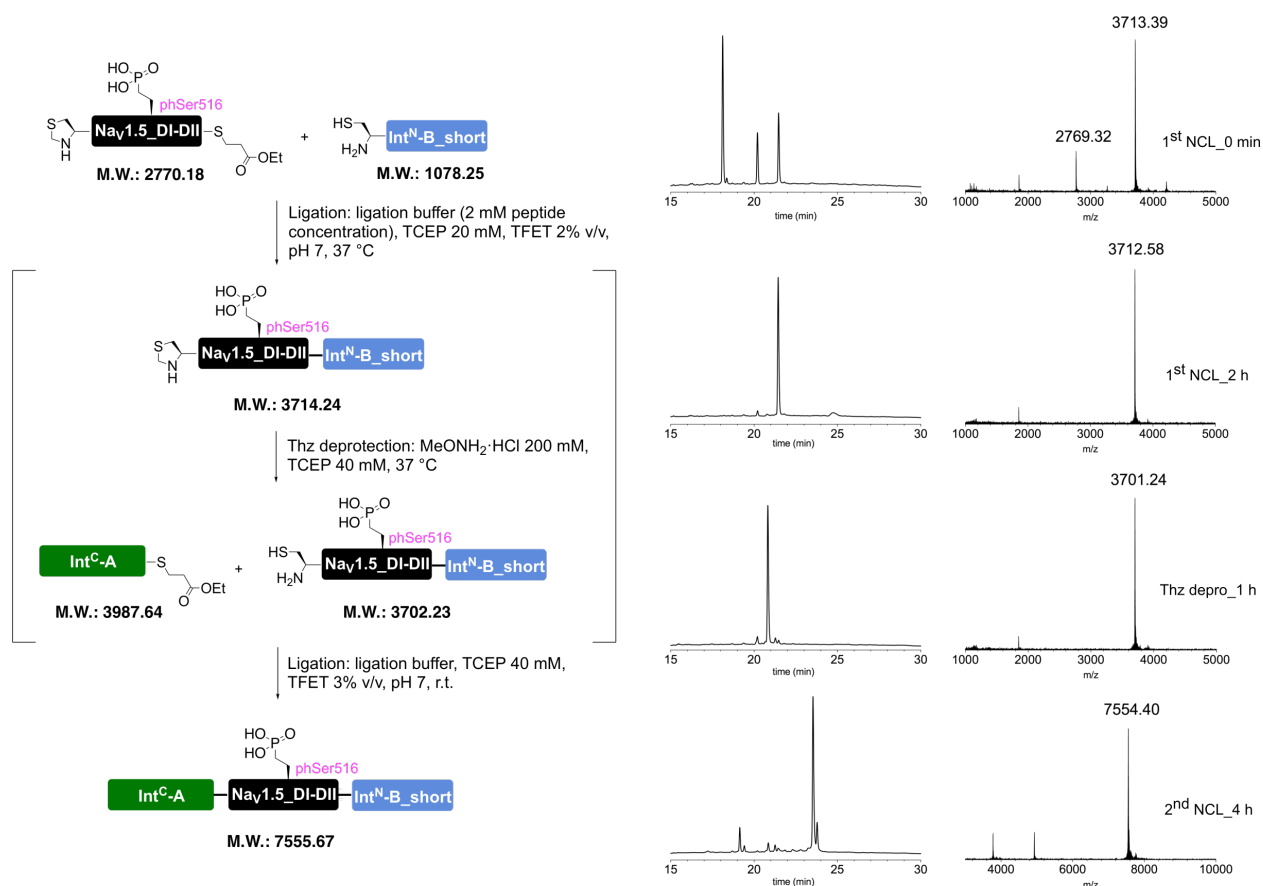 HO O
P
HO
phSer516
S
N
H
NaV1.5_DI-DII
S
O
OEt
M.W.: 2770.18
+
HS
H2N
IntN-B_short
M.W.: 1078.25
Ligation: ligation buffer (2 mM peptide
concentration), TCEP 20 mM, TFET 2% v/v,
pH 7, 37 °C
HO O
P
HO
phSer516
S
N
H
NaV1.5_DI-DII
IntN-B_short
M.W.: 3714.24
Thz deprotection: MeONH2·HCl 200 mM,
TCEP 40 mM, 37 °C
IntC-A
S
O
OEt
M.W.: 3987.64
+
HO O
P
HO
phSer516
HS
H2N
NaV1.5_DI-DII
IntN-B_short
M.W.: 3702.23
Ligation: ligation buffer, TCEP 40 mM,
TFET 3% v/v, pH 7, r.t.
HO O
P
HO
phSer516
IntC-A
NaV1.5_DI-DII
IntN-B_short
M.W.: 7555.67
15 20 25 30
time (min)
3713.39
2769.32
1000 2000 3000 4000 5000
m/z
1st NCL_0 min
15 20 25 30
time (min)
3712.58
1000 2000 3000 4000 5000
m/z
1st NCL_2 h
15 20 25 30
time (min)
3701.24
1000 2000 3000 4000 5000
m/z
Thz depro_1 h
15 20 25 30
time (min)
7554.40
4000 6000 8000 10000
m/z
2nd NCL_4 h